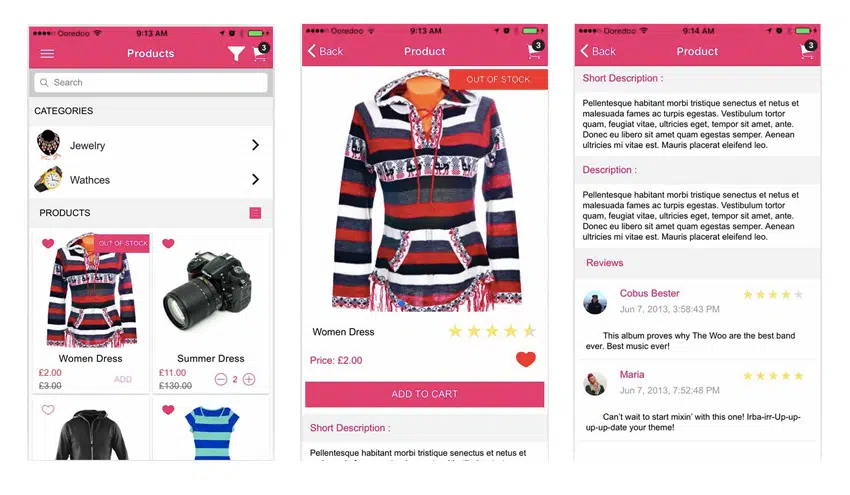 Ooredoo 9:13 AM
Products 3
Search
CATEGORIES
Jewelry
Wathces
PRODUCTS
OUT OF STOCK
Women Dress
£2.00
£3.00 ADD
Summer Dress
£11.00
£130.00 2
Ooredoo 9:13 AM
Back Product 3
OUT OF STOCK
Women Dress
Price: £2.00
ADD TO CART
Short Description :
Pellentesque habitant morbi tristique senectus et netus et
Ooredoo 9:14 AM
Back Product 3
Short Description :
Pellentesque habitant morbi tristique senectus et netus et
malesuada fames ac turpis egestas. Vestibulum tortor
quam, feugiat vitae, ultricies eget, tempor sit amet, ante.
Donec eu libero sit amet quam egestas semper. Aenean
ultricies mi vitae est. Mauris placerat eleifend leo.
Description :
Pellentesque habitant morbi tristique senectus et netus et
malesuada fames ac turpis egestas. Vestibulum tortor
quam, feugiat vitae, ultricies eget, tempor sit amet, ante.
Donec eu libero sit amet quam egestas semper. Aenean
ultricies mi vitae est. Mauris placerat eleifend leo.
Reviews
Cobus Bester
Jun 7, 2013, 3:58:43 PM
This album proves why The Woo are the best band
ever. Best music ever!
Maria
Jun 7, 2013, 7:52:48 PM
Can't wait to start mixin' with this one! Irba-irr-Up-up-
up-up-date your theme!